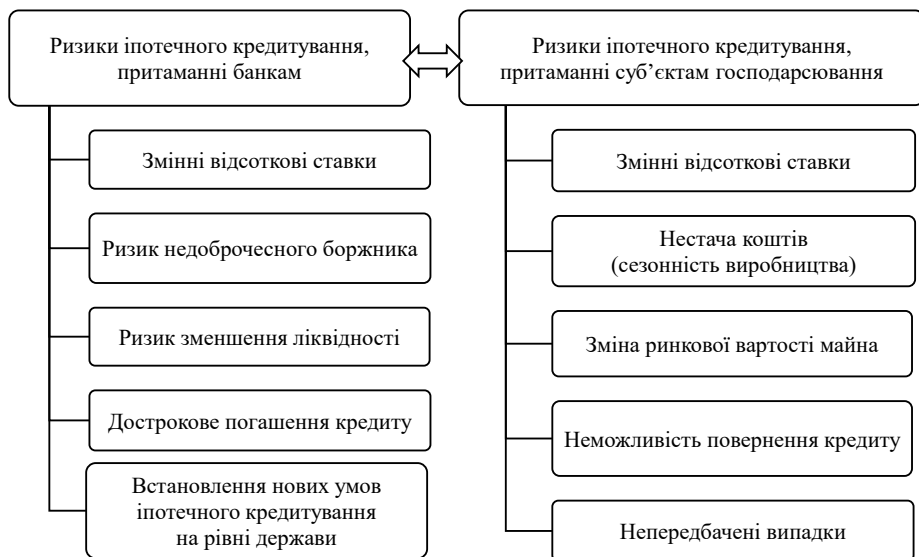 Ризики іпотечного кредитування,
притаманні банкам
Змінні відсоткові ставки
Ризик недоброчесного боржника
Ризик зменшення ліквідності
Дострокове погашення кредиту
Встановлення нових умов
іпотечного кредитування
на рівні держави
Ризики іпотечного кредитування,
притаманні суб’єктам господарсювання
Змінні відсоткові ставки
Нестача коштів
(сезонність виробництва)
Зміна ринкової вартості майна
Неможливість повернення кредиту
Непередбачені випадки